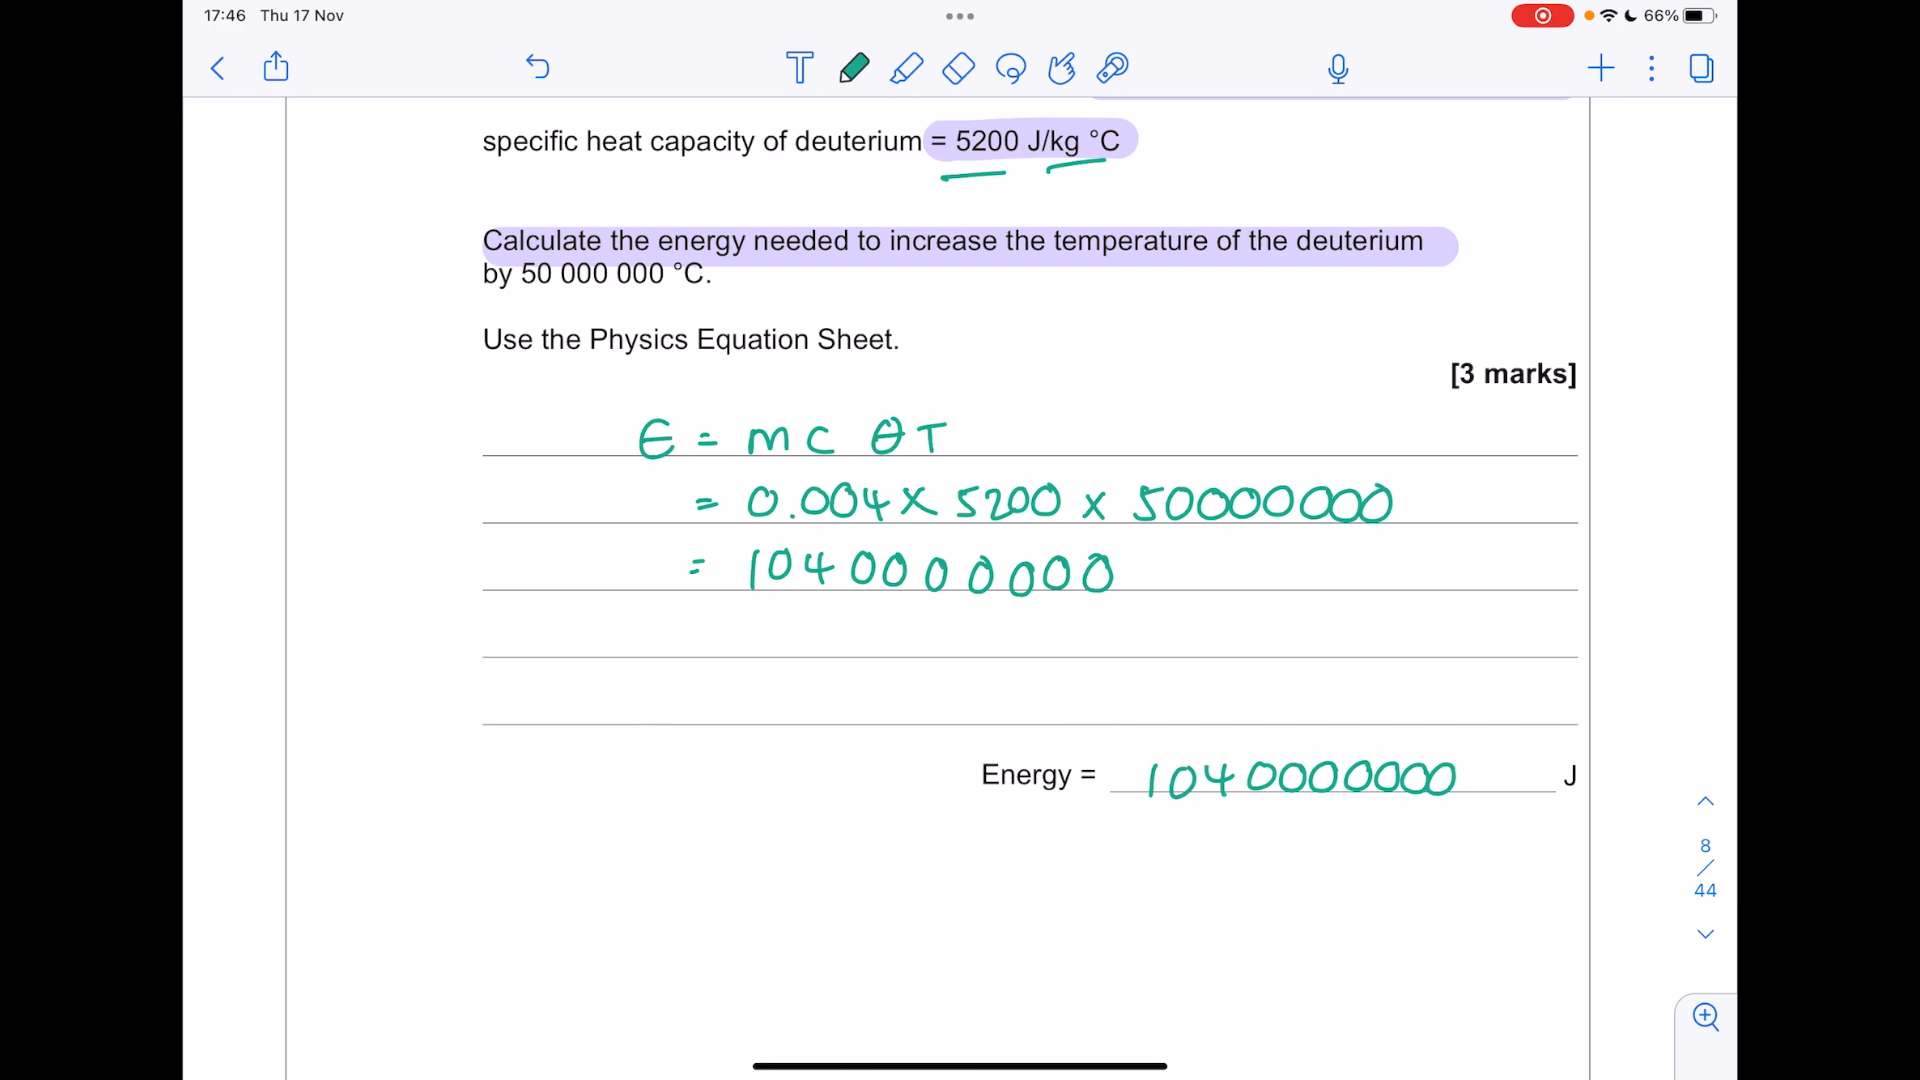 17:46 Thu 17 Nov
66%
specific heat capacity of deuterium = 5200 J/kg °C
Calculate the energy needed to increase the temperature of the deuterium
by 50 000 000 °C.
Use the Physics Equation Sheet.
[3 marks]
E = m c θ T
= 0.004 x 5200 x 50000000
= 1040000000
Energy = 1040000000 J
8
/
44